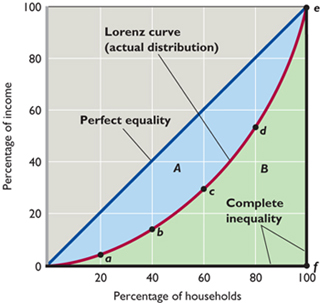 100
e
Lorenz curve
(actual distribution)
80
Percentage of income
60
Perfect equality
d
40
A
B
c
20
Complete
inequality
b
a
0
f
20
40
60
80
100
Percentage of households